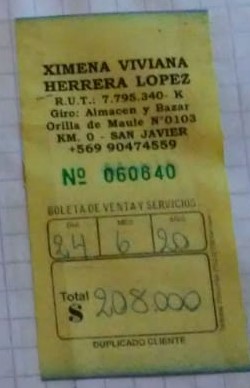 XIMENA VIVIANA
HERRERA LOPEZ
R.U.T.: 7.795.340-K
Giro: Almacen y Bazar
Orilla de Maule N°0103
KM. 0 - SAN JAVIER
+569 90474559
Nº 060640
BOLETA DE VENTA Y SERVICIOS
DIA MES AÑO
24 6 20
Total $ 208.000
DUPLICADO CLIENTE